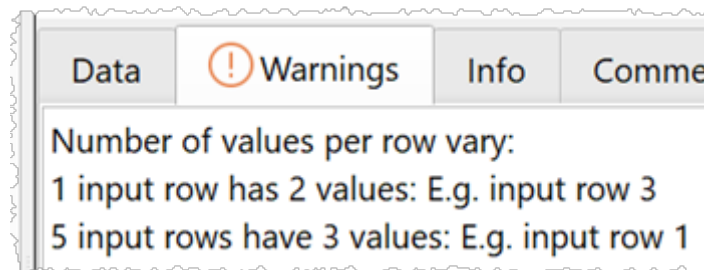 Data Warnings Info Comme
Number of values per row vary:
1 input row has 2 values: E.g. input row 3
5 input rows have 3 values: E.g. input row 1